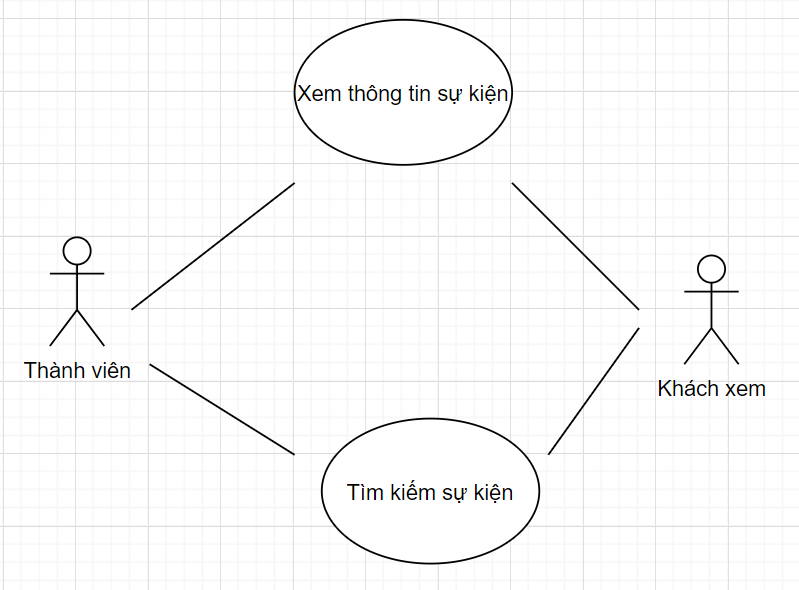 Xem thông tin sự kiện
Thành viên
Khách xem
Tìm kiếm sự kiện